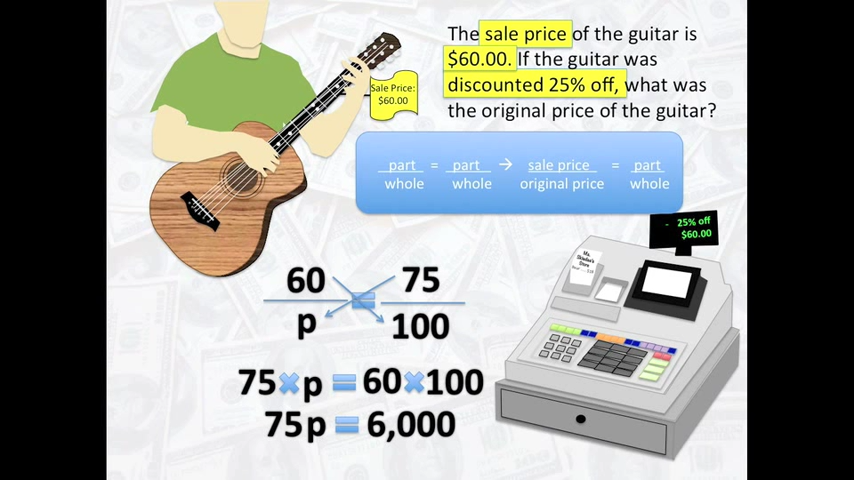 The sale price of the guitar is
$60.00. If the guitar was
discounted 25% off, what was
the original price of the guitar?
Sale Price:
$60.00
part = part → sale price = part
whole whole original price whole
- 25% off
$60.00
Ms.
Store
60 = 75
p 100
75 × p = 60 × 100
75p = 6,000